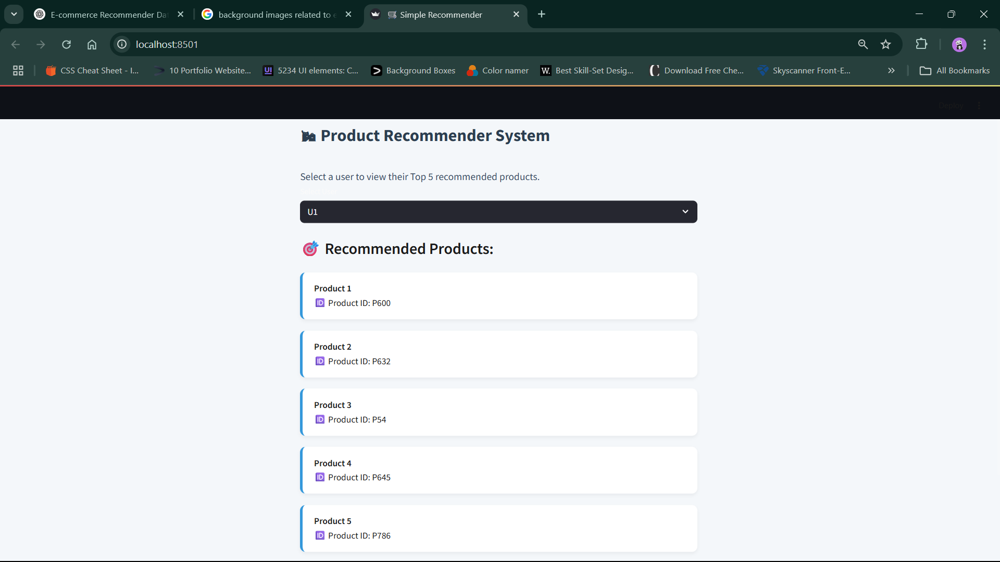 E-commerce Recommender Da
background images related to e
Simple Recommender
localhost:8501
CSS Cheat Sheet - I...
10 Portfolio Website...
UI
5234 UI elements: C...
Background Boxes
Color namer
W.
Best Skill-Set Desig...
Download Free Che...
Skyscanner Front-E...
All Bookmarks
Deploy
Product Recommender System
Select a user to view their Top 5 recommended products.
Select User
U1
Recommended Products:
Product 1
ID Product ID: P600
Product 2
ID Product ID: P632
Product 3
ID Product ID: P54
Product 4
ID Product ID: P645
Product 5
ID Product ID: P786